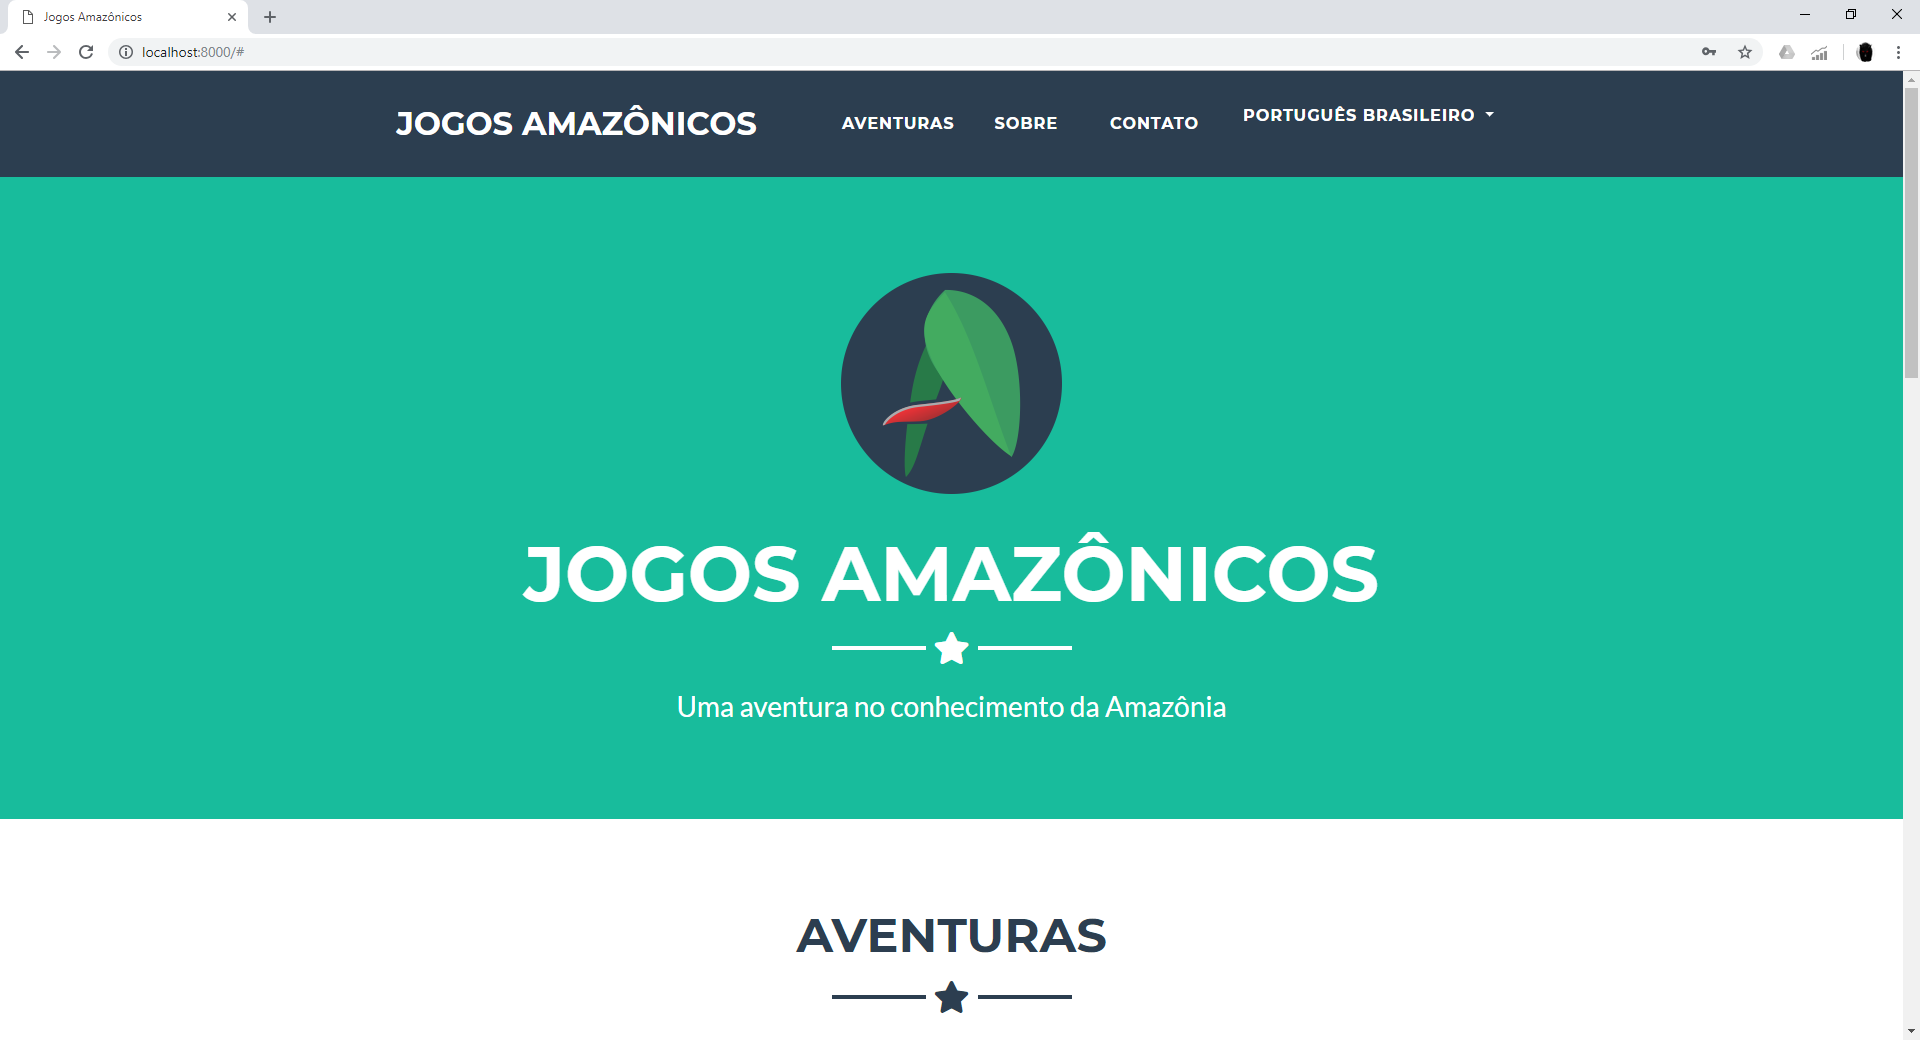 Jogos Amazônicos
localhost:8000/#
JOGOS AMAZÔNICOS
AVENTURAS
SOBRE
CONTATO
PORTUGUÊS BRASILEIRO
JOGOS AMAZÔNICOS
Uma aventura no conhecimento da Amazônia
AVENTURAS